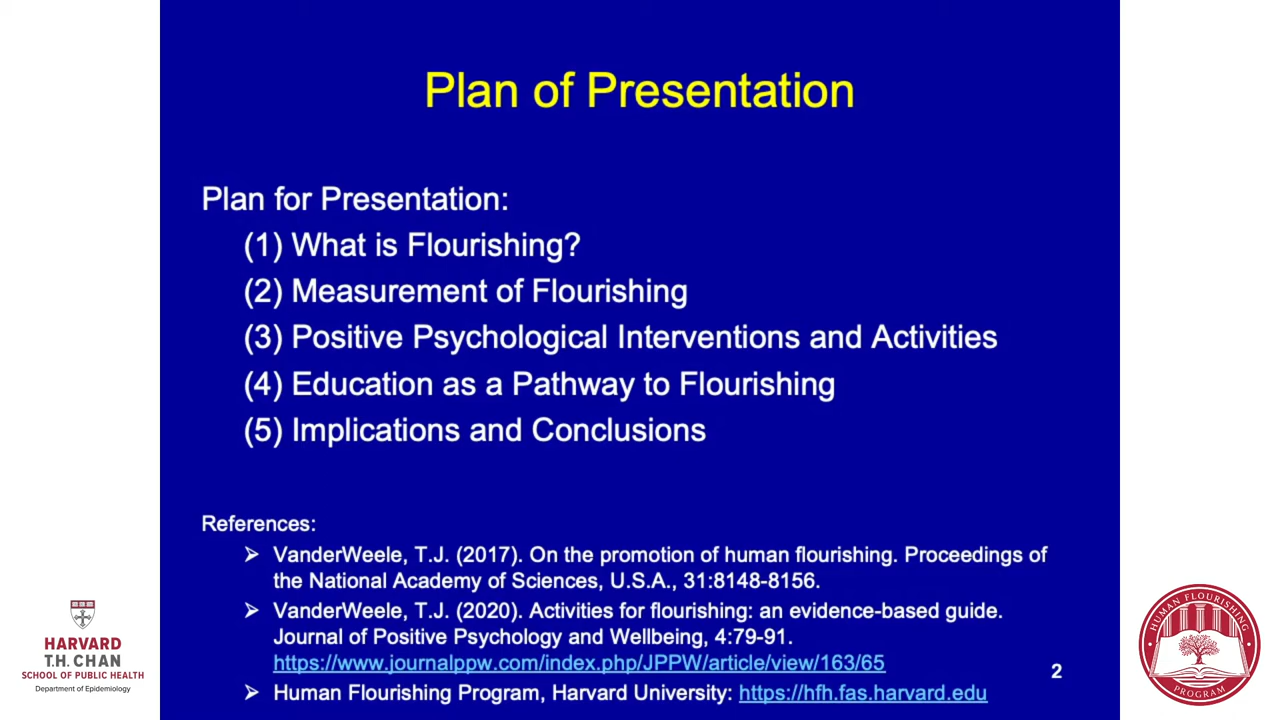 Plan of Presentation
Plan for Presentation:
(1) What is Flourishing?
(2) Measurement of Flourishing
(3) Positive Psychological Interventions and Activities
(4) Education as a Pathway to Flourishing
(5) Implications and Conclusions
References:
➢ VanderWeele, T.J. (2017). On the promotion of human flourishing. Proceedings of
the National Academy of Sciences, U.S.A., 31:8148-8156.
➢ VanderWeele, T.J. (2020). Activities for flourishing: an evidence-based guide.
Journal of Positive Psychology and Wellbeing, 4:79-91.
https://www.journalppw.com/index.php/JPPW/article/view/163/65
➢ Human Flourishing Program, Harvard University: https://hfh.fas.harvard.edu
2
HARVARD
T.H. CHAN
SCHOOL OF PUBLIC HEALTH
Department of Epidemiology
HUMAN FLOURISHING
PROGRAM